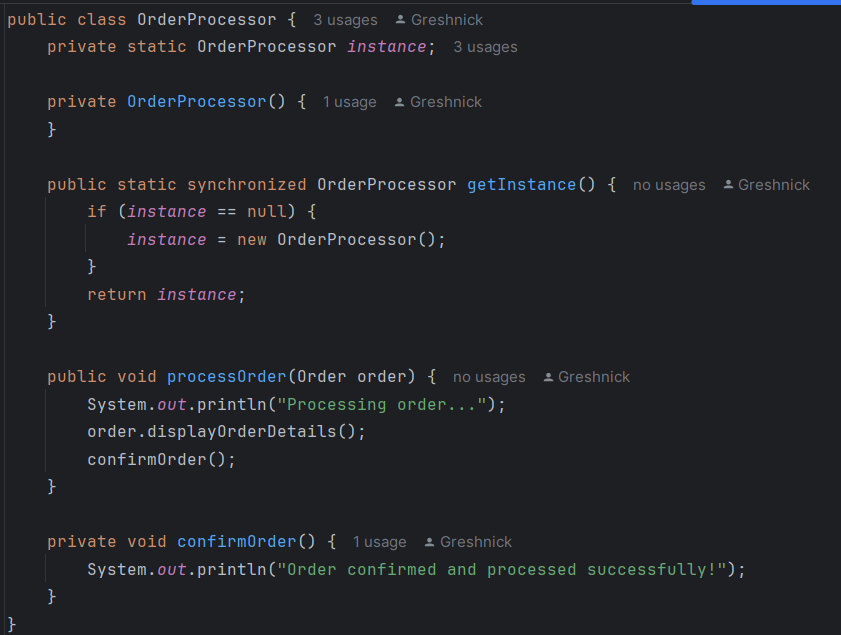 public class OrderProcessor { 3 usages Greshnick
private static OrderProcessor instance; 3 usages
private OrderProcessor() { 1 usage Greshnick
}
public static synchronized OrderProcessor getInstance() { no usages Greshnick
if (instance == null) {
instance = new OrderProcessor();
}
return instance;
}
public void processOrder(Order order) { no usages Greshnick
System.out.println("Processing order...");
order.displayOrderDetails();
confirmOrder();
}
private void confirmOrder() { 1 usage Greshnick
System.out.println("Order confirmed and processed successfully!");
}
}